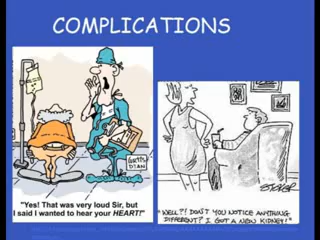 COMPLICATIONS
"Yes! That was very loud Sir, but
I said I wanted to hear your HEART!"
"WELL?! DON'T YOU NOTICE ANYTHING
DIFFERENT? I GOT A NEW KIDNEY!"